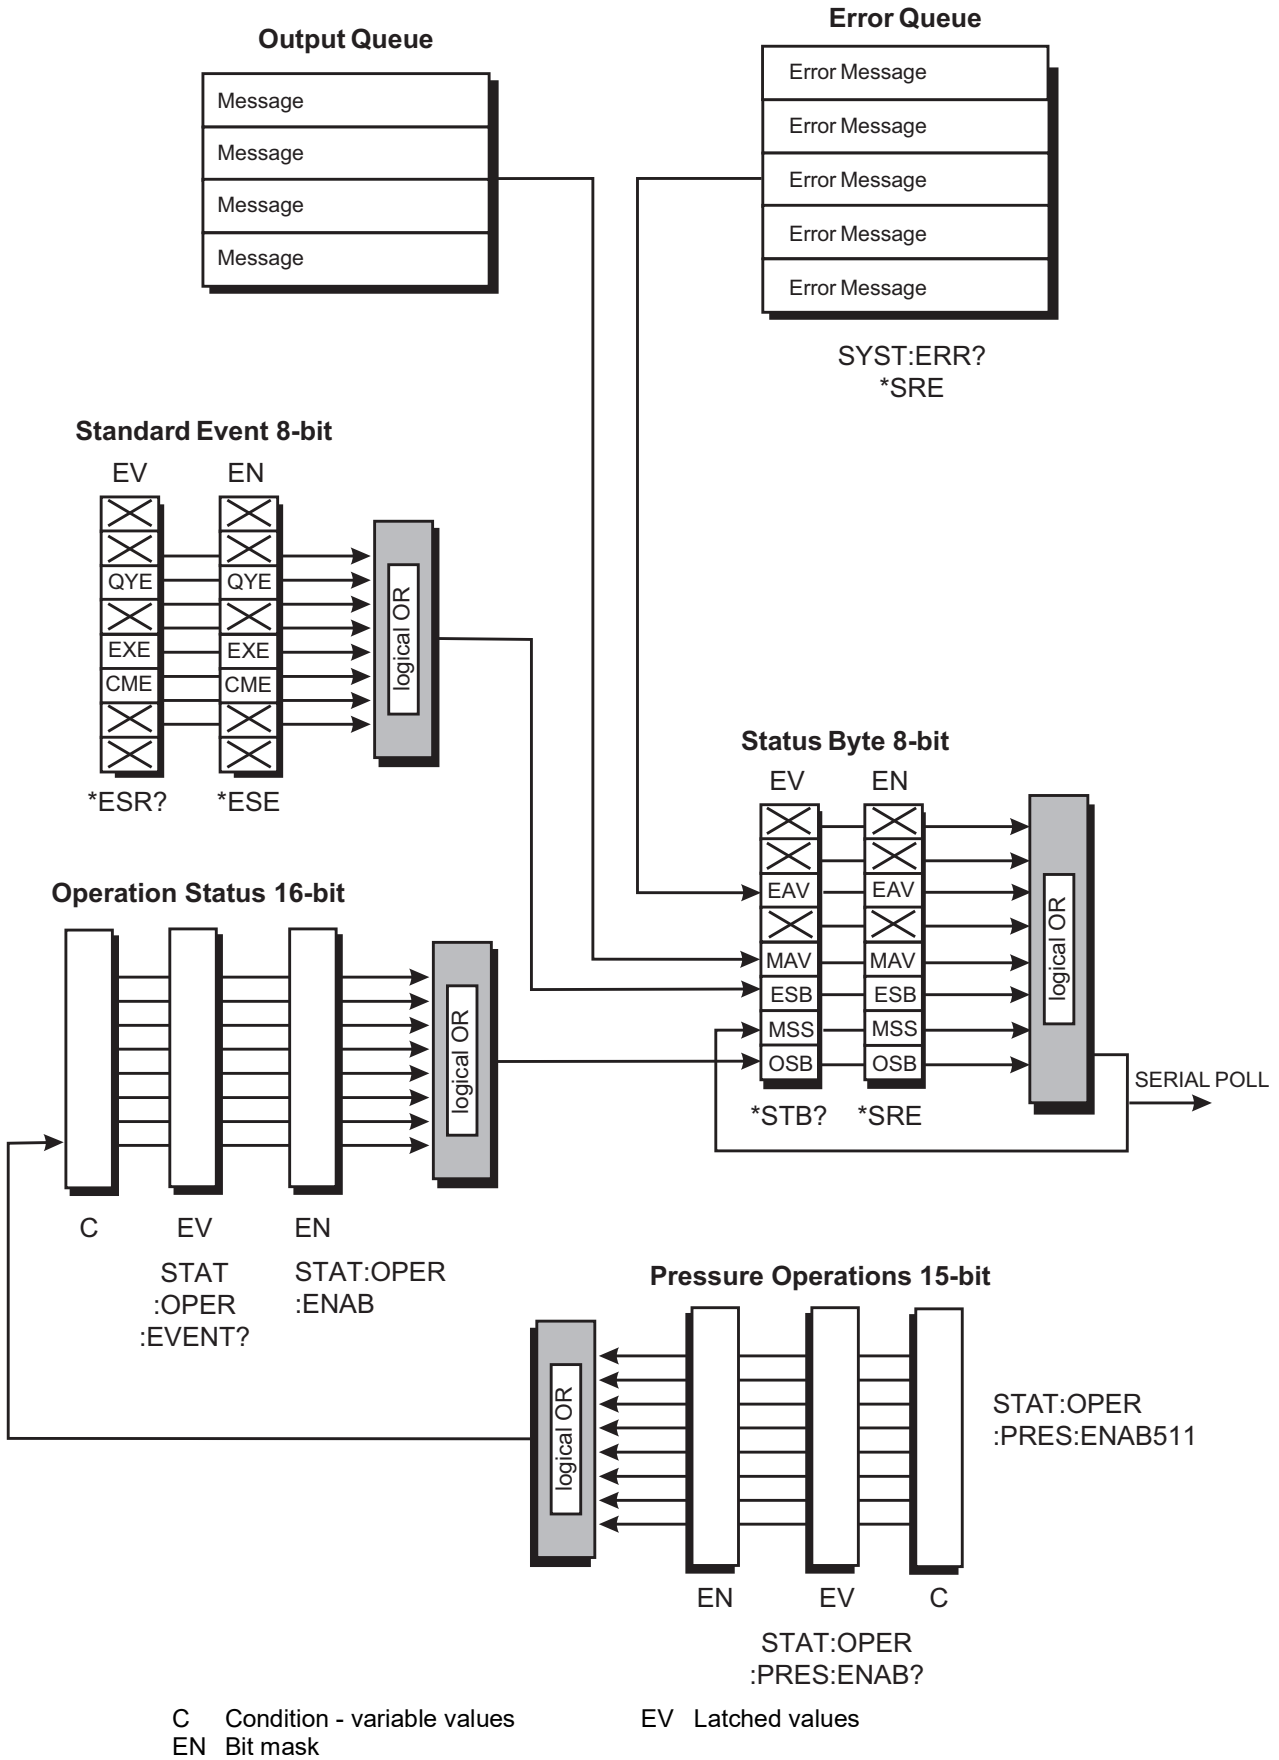 Output Queue
Message
Message
Message
Message
Error Queue
Error Message
Error Message
Error Message
Error Message
Error Message
SYST:ERR?
*SRE
Standard Event 8-bit
EV EN
QYE QYE
EXE EXE
CME CME
logical OR
*ESR? *ESE
Status Byte 8-bit
EV EN
EAV EAV
MAV MAV
ESB ESB
MSS MSS
OSB OSB
logical OR
*STB? *SRE
SERIAL POLL
Operation Status 16-bit
logical OR
C EV EN
STAT
:OPER
:EVENT?
STAT:OPER
:ENAB
Pressure Operations 15-bit
logical OR
STAT:OPER
:PRES:ENAB511
EN EV C
STAT:OPER
:PRES:ENAB?
C Condition - variable values EV Latched values
EN Bit mask